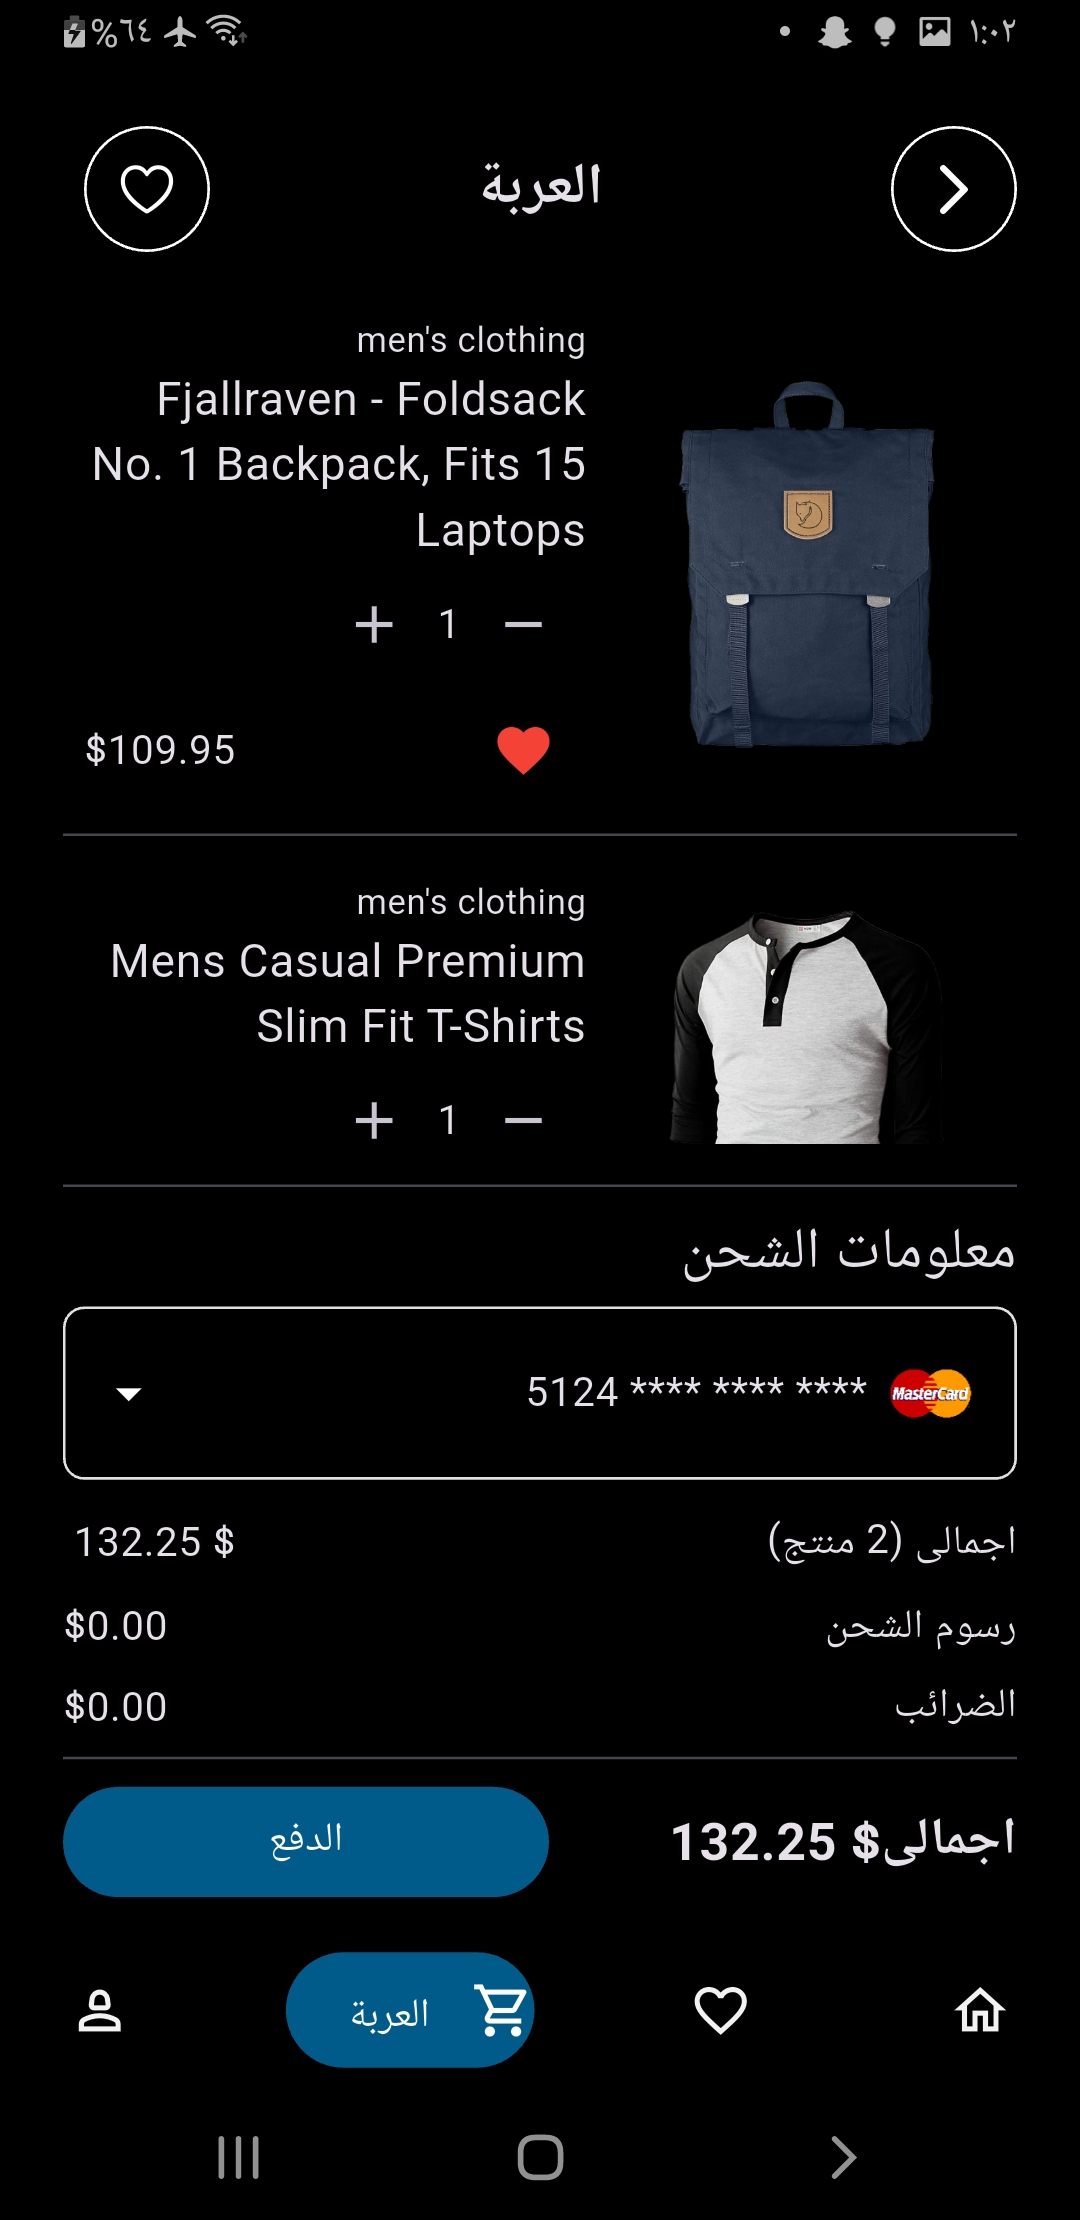 ١:٠٢
%٦٤
العربة
men's clothing
Fjallraven - Foldsack
No. 1 Backpack, Fits 15
Laptops
+ 1 −
$109.95
men's clothing
Mens Casual Premium
Slim Fit T-Shirts
+ 1 −
معلومات الشحن
MasterCard
5124 **** **** ****
اجمالى (2 منتج)
132.25 $
رسوم الشحن
$0.00
الضرائب
$0.00
اجمالى$ 132.25
الدفع
العربة